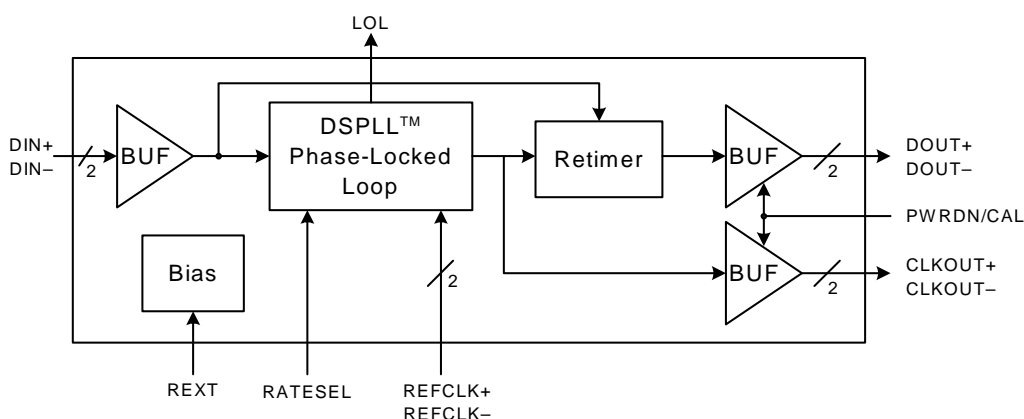 LOL
DIN+
DIN–
2
BUF
DSPLL™
Phase-Locked
Loop
Retimer
BUF
2
DOUT+
DOUT–
PWRDN/CAL
Bias
2
BUF
2
CLKOUT+
CLKOUT–
REXT
RATESEL
REFCLK+
REFCLK–